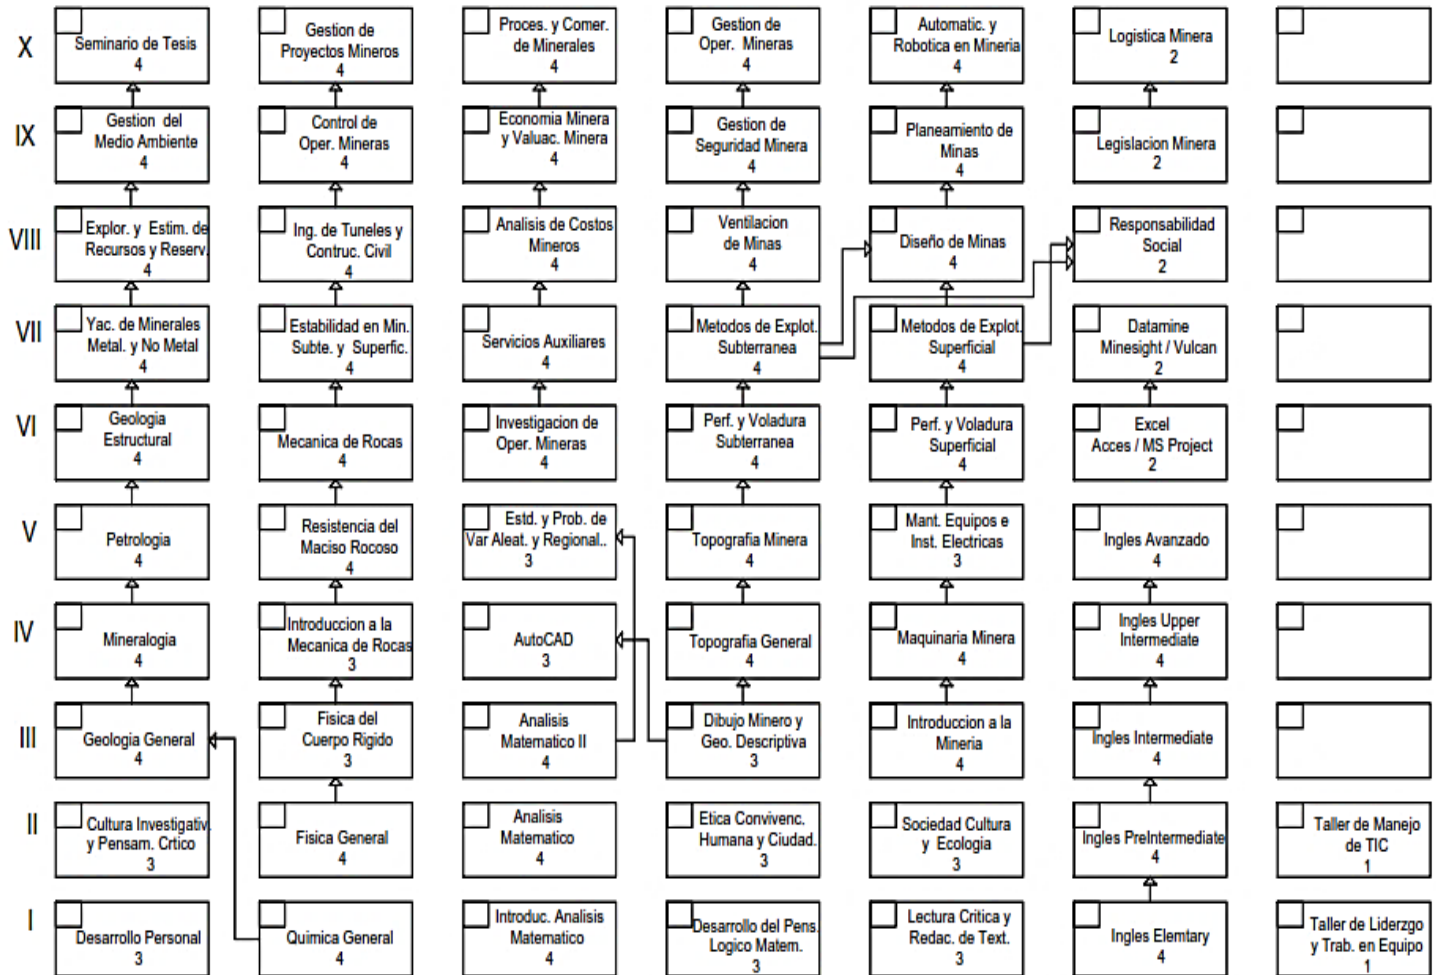 X
Seminario de Tesis
4
Gestion de
Proyectos Mineros
4
Proces. y Comer.
de Minerales
4
Gestion de
Oper. Mineras
4
Automatic. y
Robotica en Mineria
4
Logistica Minera
2
IX
Gestion del
Medio Ambiente
4
Control de
Oper. Mineras
4
Economia Minera
y Valuac. Minera
4
Gestion de
Seguridad Minera
4
Planeamiento de
Minas
4
Legislacion Minera
2
VIII
Explor. y Estim. de
Recursos y Reserv.
4
Ing. de Tuneles y
Contruc. Civil
4
Analisis de Costos
Mineros
4
Ventilacion
de Minas
4
Diseño de Minas
4
Responsabilidad
Social
2
VII
Yac. de Minerales
Metal. y No Metal
4
Estabilidad en Min.
Subte. y Superfic.
4
Servicios Auxiliares
4
Metodos de Explot.
Subterranea
4
Metodos de Explot.
Superficial
4
Datamine
Minesight / Vulcan
2
VI
Geologia
Estructural
4
Mecanica de Rocas
4
Investigacion de
Oper. Mineras
4
Perf. y Voladura
Subterranea
4
Perf. y Voladura
Superficial
4
Excel
Acces / MS Project
2
V
Petrologia
4
Resistencia del
Maciso Rocoso
4
Estd. y Prob. de
Var Aleat. y Regional..
3
Topografia Minera
4
Mant. Equipos e
Inst. Electricas
3
Ingles Avanzado
4
IV
Mineralogia
4
Introduccion a la
Mecanica de Rocas
3
AutoCAD
3
Topografia General
4
Maquinaria Minera
4
Ingles Upper
Intermediate
4
III
Geologia General
4
Fisica del
Cuerpo Rigido
3
Analisis
Matematico II
4
Dibujo Minero y
Geo. Descriptiva
3
Introduccion a la
Mineria
4
Ingles Intermediate
4
II
Cultura Investigativ.
y Pensam. Crtico
3
Fisica General
4
Analisis
Matematico
4
Etica Convivenc.
Humana y Ciudad.
3
Sociedad Cultura
y Ecologia
3
Ingles PreIntermediate
4
Taller de Manejo
de TIC
1
I
Desarrollo Personal
3
Quimica General
4
Introduc. Analisis
Matematico
4
Desarrollo del Pens.
Logico Matem.
3
Lectura Critica y
Redac. de Text.
3
Ingles Elemtary
4
Taller de Liderzgo
y Trab. en Equipo
1